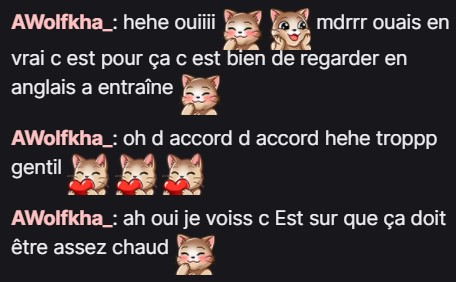 AWolfkha_: hehe ouiiii mdrrr ouais en
vrai c est pour ça c est bien de regarder en
anglais a entraîne
AWolfkha_: oh d accord d accord hehe troppp
gentil
AWolfkha_: ah oui je voiss c Est sur que ça doit
être assez chaud